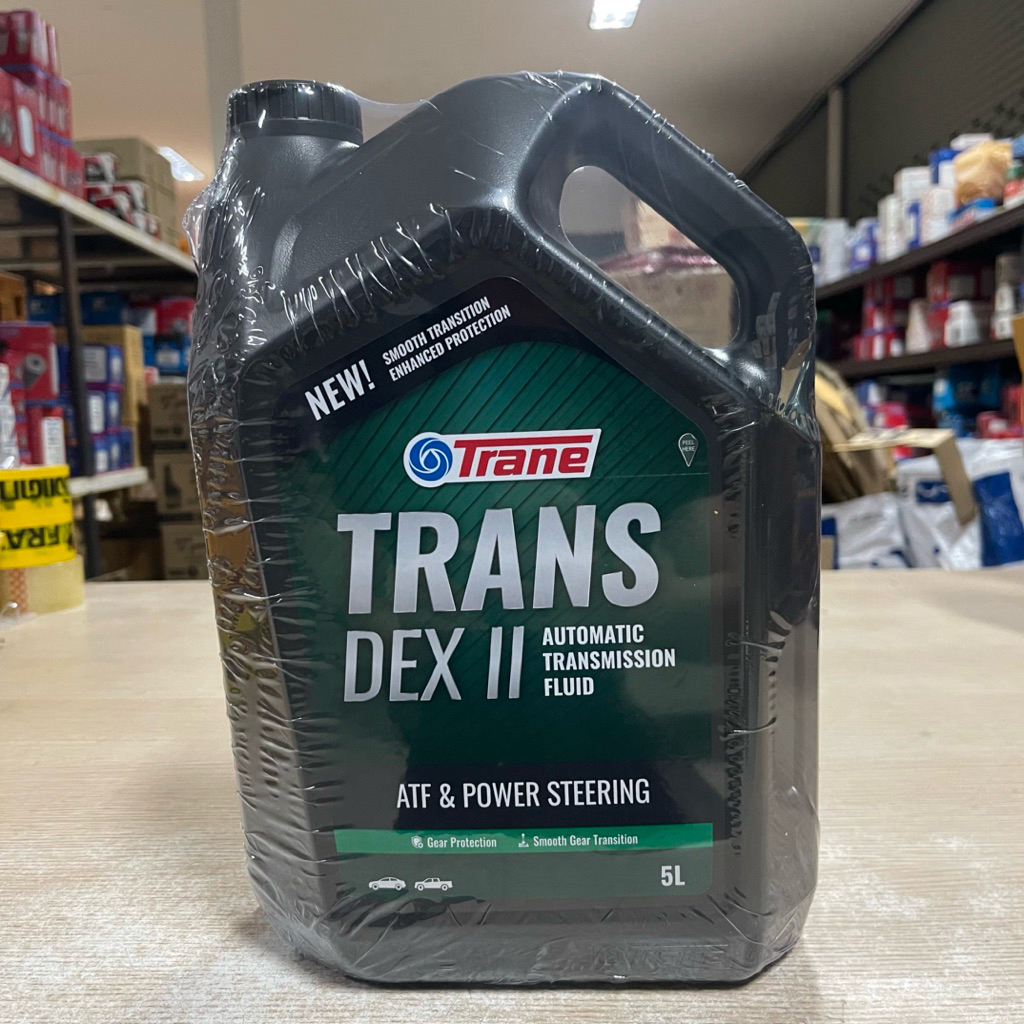 NEW!
SMOOTH TRANSITION
ENHANCED PROTECTION
Trane
PEEL
HERE
TRANS
DEX II
AUTOMATIC
TRANSMISSION
FLUID
ATF & POWER STEERING
Gear Protection
Smooth Gear Transition
5L